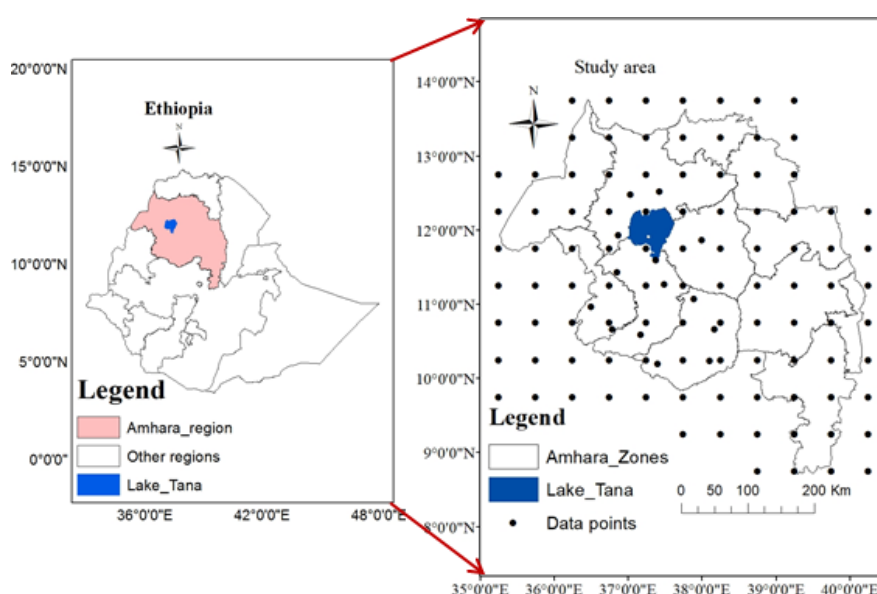 20°0'0"N
15°0'0"N
10°0'0"N
5°0'0"N
0°0'0"
36°0'0"E
42°0'0"E
48°0'0"E
Ethiopia
N
Legend
Amhara_region
Other regions
Lake_Tana
Study area
N
14°0'0"N
13°0'0"N
12°0'0"N
11°0'0"N
10°0'0"N
9°0'0"N
8°0'0"N
35°0'0"E
36°0'0"E
37°0'0"E
38°0'0"E
39°0'0"E
40°0'0"E
Legend
Amhara_Zones
Lake_Tana
Data points
0 50 100 200 Km